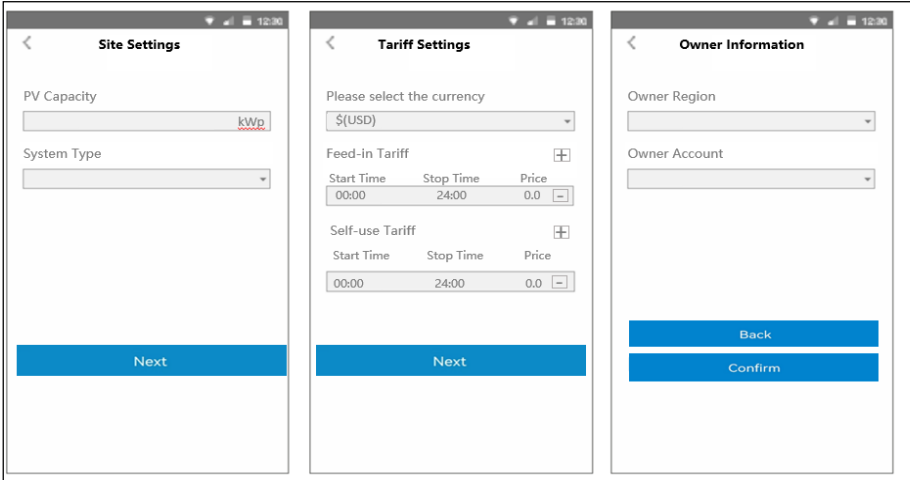 12:30
Site Settings
PV Capacity
kWp
System Type
Next
12:30
Tariff Settings
Please select the currency
$(USD)
Feed-in Tariff
Start Time Stop Time Price
00:00 24:00 0.0
Self-use Tariff
Start Time Stop Time Price
00:00 24:00 0.0
Next
12:30
Owner Information
Owner Region
Owner Account
Back
Confirm